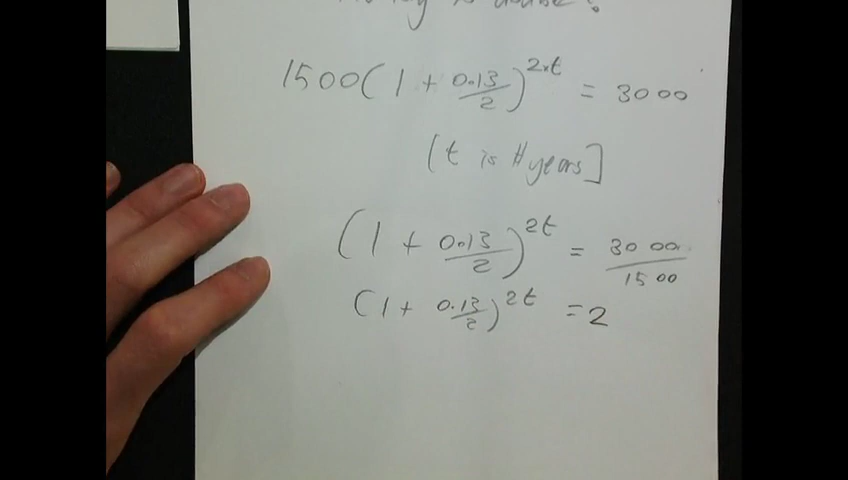 1500(1 + 0.13/2)^2×t = 3000
[t is # years]
(1 + 0.13/2)^2t = 3000/1500
(1 + 0.13/2)^2t = 2